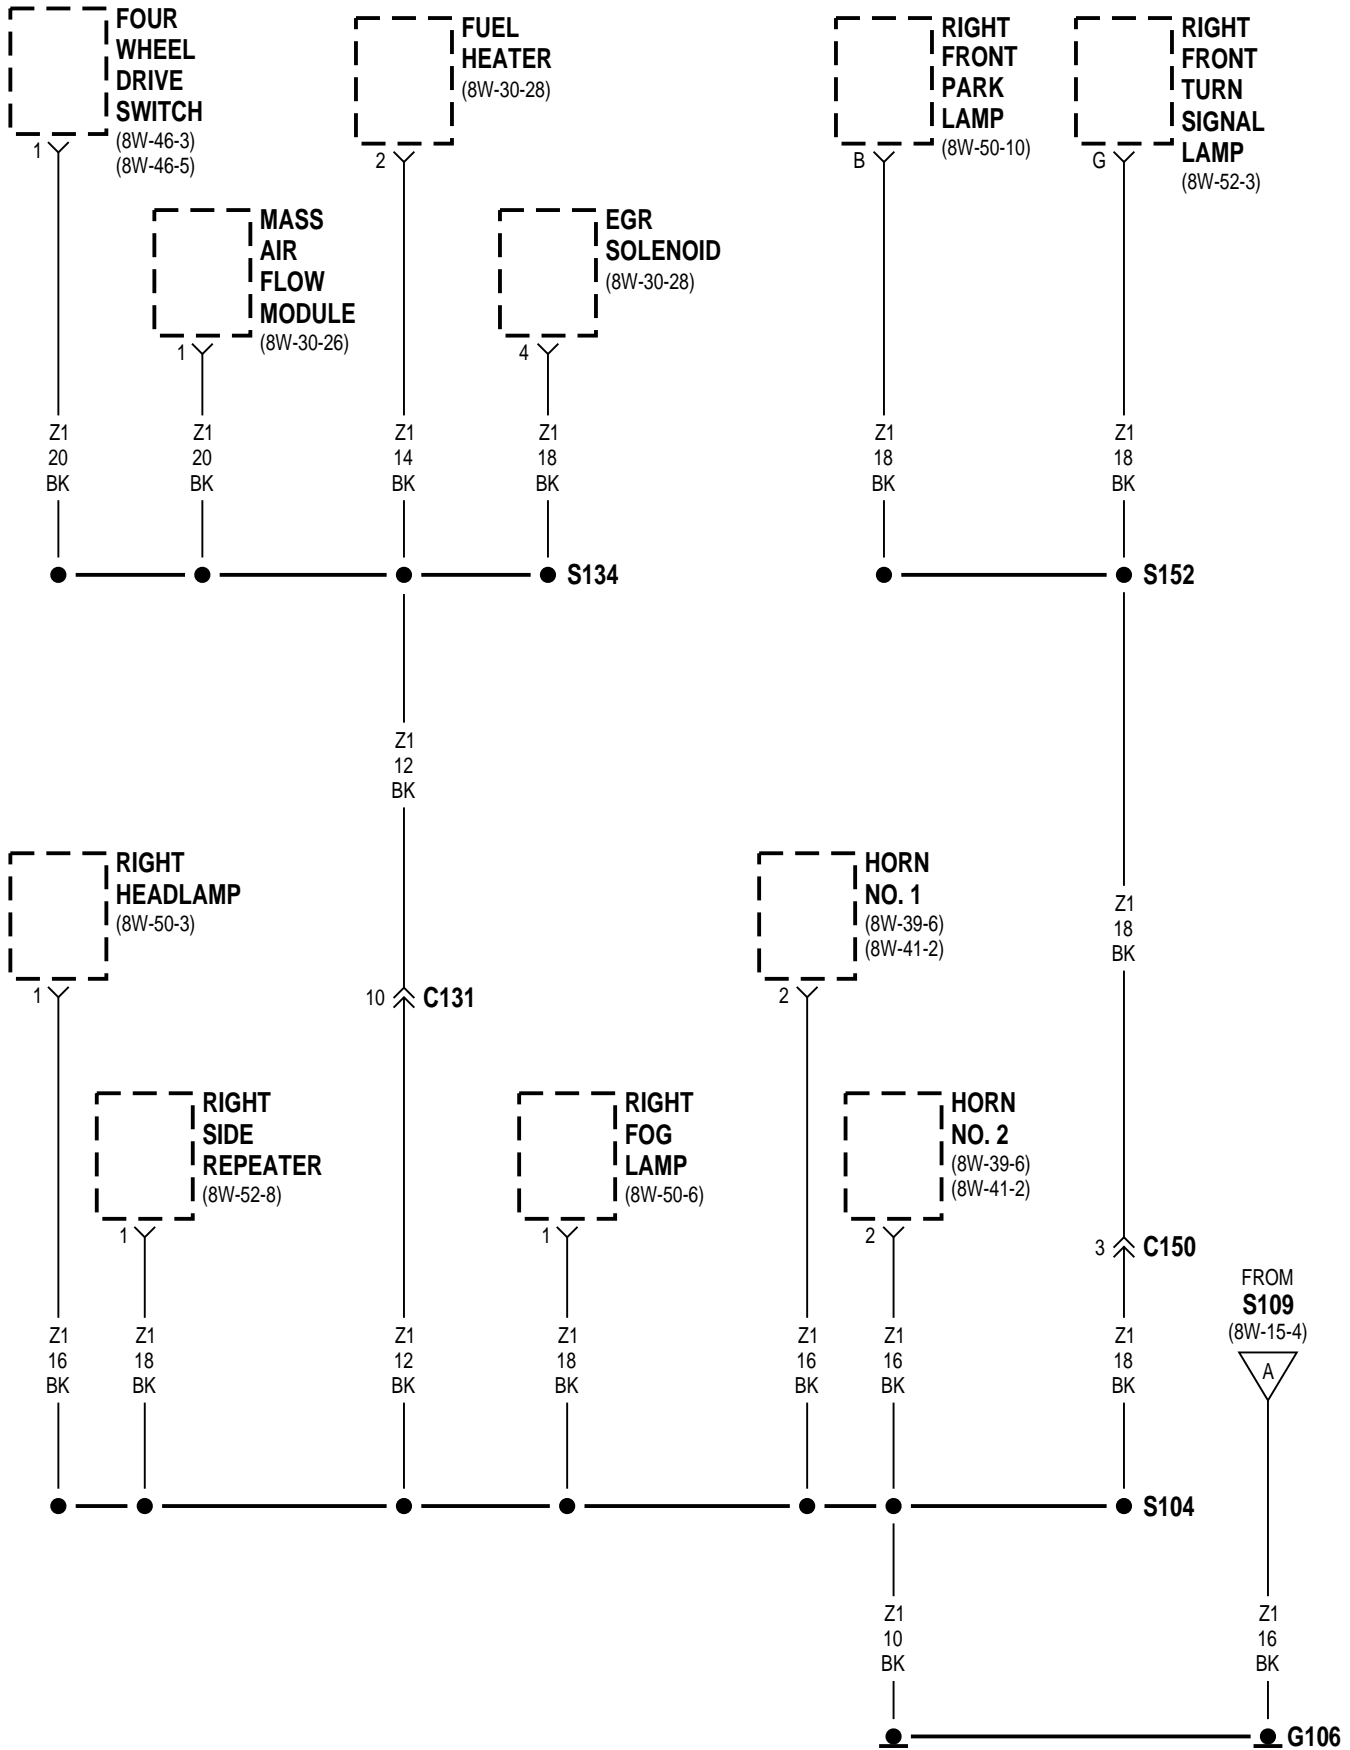 FOUR
WHEEL
DRIVE
SWITCH
(8W-46-3)
(8W-46-5)
1
FUEL
HEATER
(8W-30-28)
2
RIGHT
FRONT
PARK
LAMP
(8W-50-10)
B
RIGHT
FRONT
TURN
SIGNAL
LAMP
(8W-52-3)
G
MASS
AIR
FLOW
MODULE
(8W-30-26)
1
EGR
SOLENOID
(8W-30-28)
4
Z1
20
BK
Z1
20
BK
Z1
14
BK
Z1
18
BK
Z1
18
BK
Z1
18
BK
S134
S152
Z1
12
BK
RIGHT
HEADLAMP
(8W-50-3)
1
HORN
NO. 1
(8W-39-6)
(8W-41-2)
2
Z1
18
BK
10
C131
RIGHT
SIDE
REPEATER
(8W-52-8)
1
RIGHT
FOG
LAMP
(8W-50-6)
1
HORN
NO. 2
(8W-39-6)
(8W-41-2)
2
3
C150
FROM
S109
(8W-15-4)
A
Z1
16
BK
Z1
18
BK
Z1
12
BK
Z1
18
BK
Z1
16
BK
Z1
16
BK
Z1
18
BK
S104
Z1
10
BK
Z1
16
BK
G106